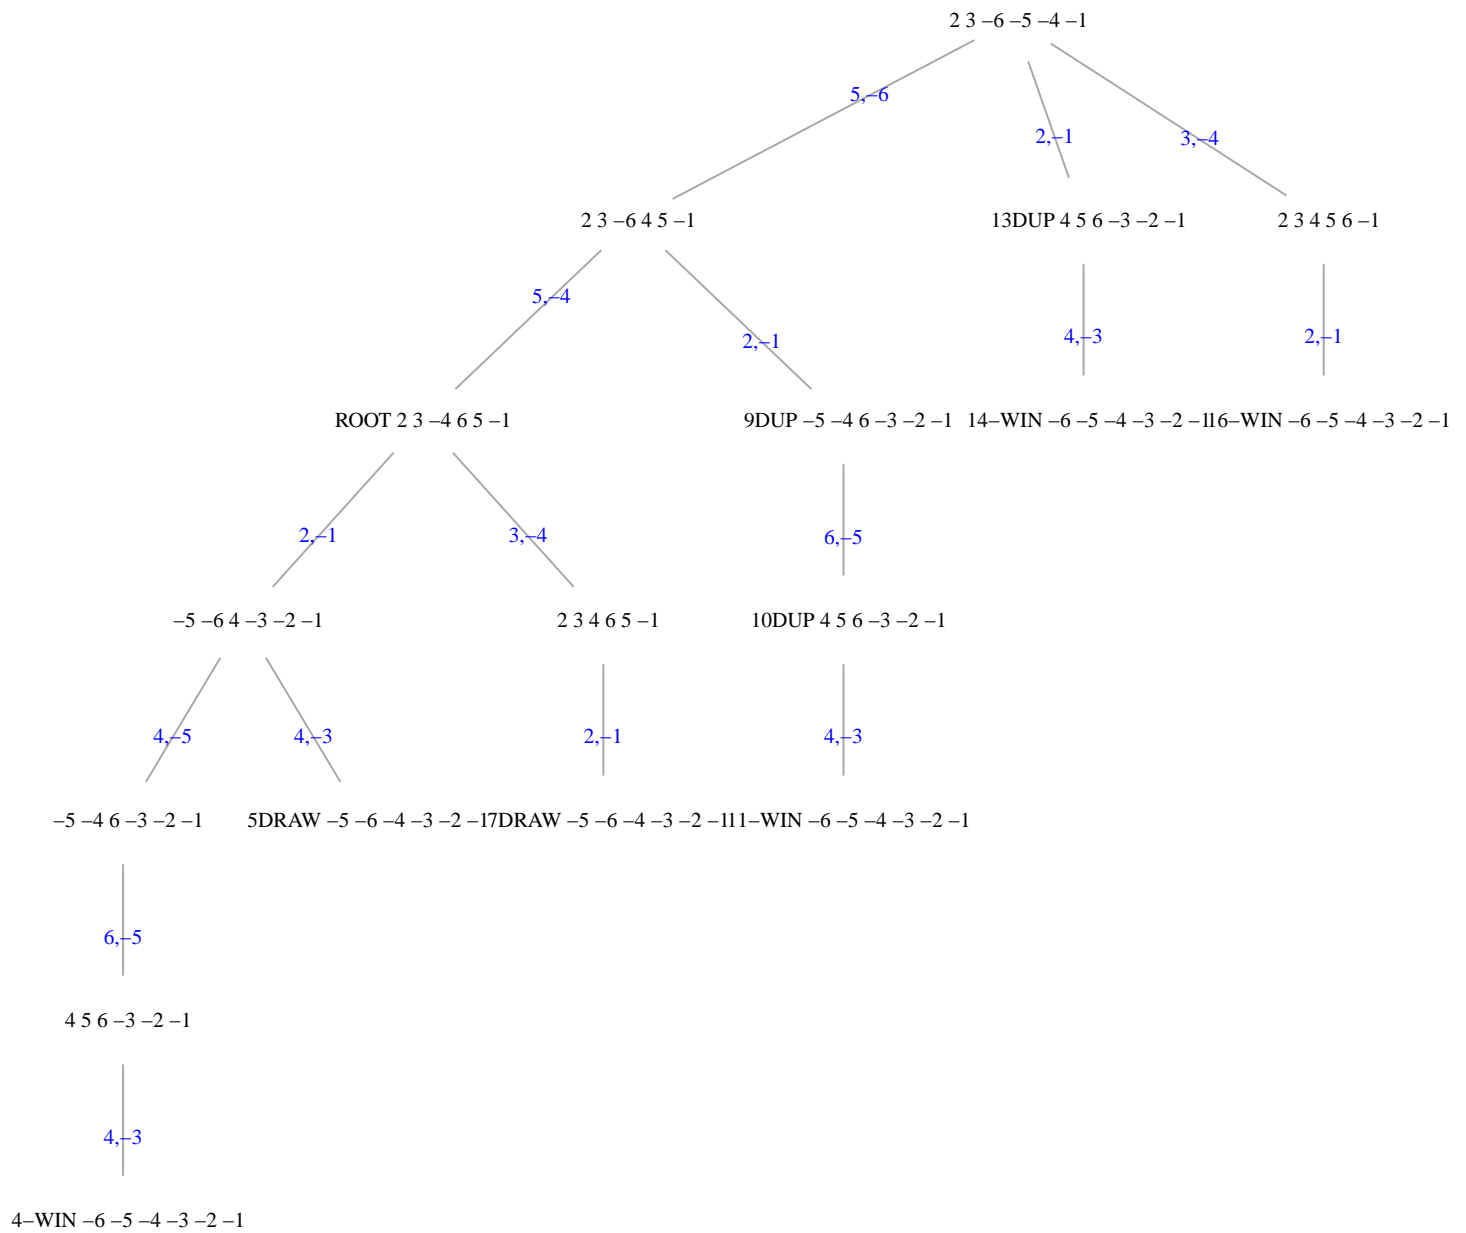 2 3 –6 –5 –4 –1
5,–6
2,–1
3,–4
2 3 –6 4 5 –1
13DUP 4 5 6 –3 –2 –1
2 3 4 5 6 –1
5,–4
2,–1
4,–3
2,–1
ROOT 2 3 –4 6 5 –1
9DUP –5 –4 6 –3 –2 –1
14–WIN –6 –5 –4 –3 –2 –1
16–WIN –6 –5 –4 –3 –2 –1
2,–1
3,–4
6,–5
–5 –6 4 –3 –2 –1
2 3 4 6 5 –1
10DUP 4 5 6 –3 –2 –1
4,–5
4,–3
2,–1
4,–3
–5 –4 6 –3 –2 –1
5DRAW –5 –6 –4 –3 –2 –1
7DRAW –5 –6 –4 –3 –2 –1
11–WIN –6 –5 –4 –3 –2 –1
6,–5
4 5 6 –3 –2 –1
4,–3
4–WIN –6 –5 –4 –3 –2 –1